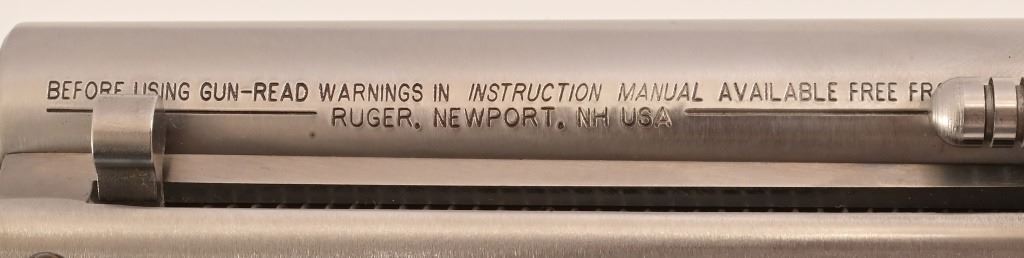 BEFORE USING GUN-READ WARNINGS IN INSTRUCTION MANUAL AVAILABLE FREE
RUGER, NEWPORT, NH USA